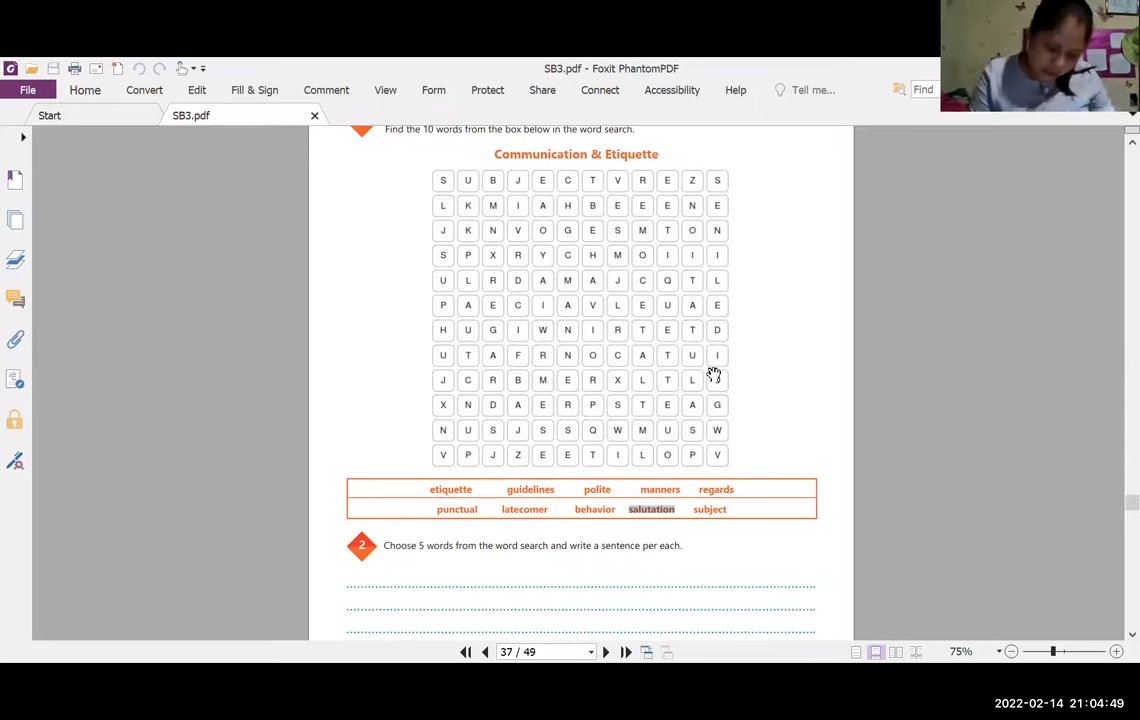 SB3.pdf - Foxit PhantomPDF
File Home Convert Edit Fill & Sign Comment View Form Protect Share Connect Accessibility Help Tell me... Find
Start SB3.pdf
Find the 10 words from the box below in the word search.
Communication & Etiquette
S U B J E C T V R E Z S
L K M I A H B E E E N E
J K N V O G E S M T O N
S P X R Y C H M O I I I
U L R D A M A J C Q T L
P A E C I A V L E U A E
H U G I W N I R T E T D
U T A F R N O C A T U I
J C R B M E R X L T L
X N D A E R P S T E A G
N U S J S S Q W M U S W
V P J Z E E T I L O P V
etiquette guidelines polite manners regards
punctual latecomer behavior salutation subject
2 Choose 5 words from the word search and write a sentence per each.
37 / 49 75%
2022-02-14 21:04:49